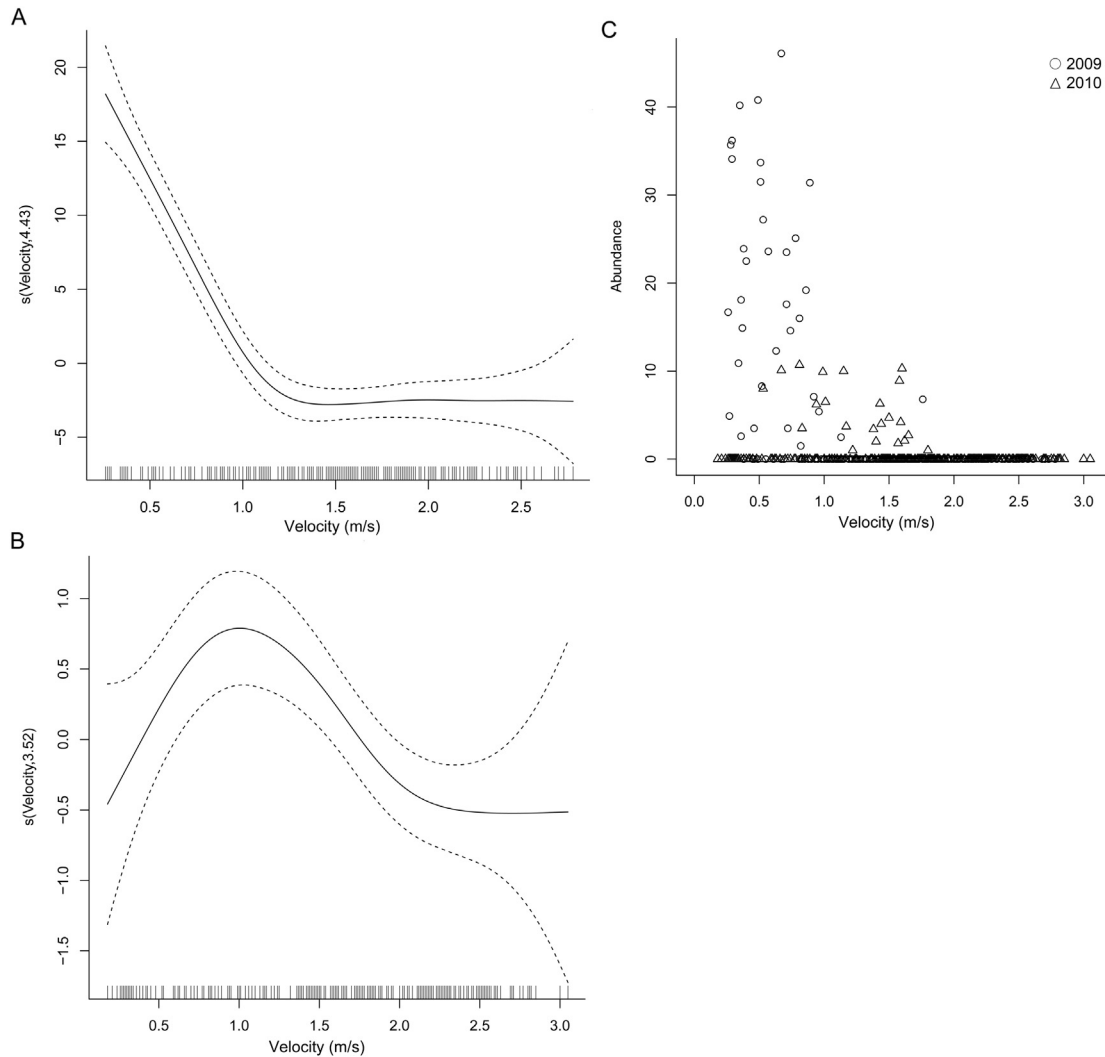 A
20
15
10
5
0
−5
s(Velocity,4.43)
0.5 1.0 1.5 2.0 2.5
Velocity (m/s)
C
○ 2009
△ 2010
40
30
20
10
0
Abundance
0.0 0.5 1.0 1.5 2.0 2.5 3.0
Velocity (m/s)
B
1.0
0.5
0.0
−0.5
−1.0
−1.5
s(Velocity,3.52)
0.5 1.0 1.5 2.0 2.5 3.0
Velocity (m/s)